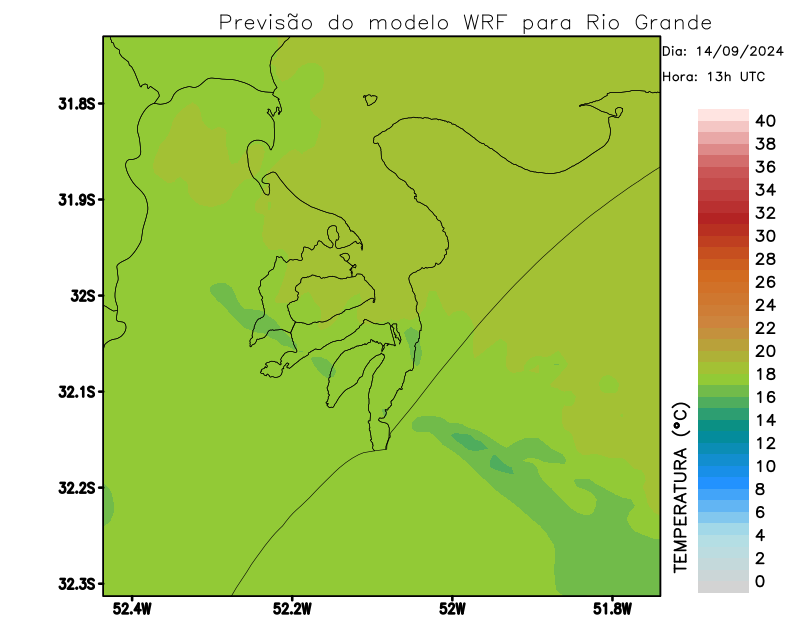 Previsão do modelo WRF para Rio Grande
Dia: 14/09/2024
Hora: 13h UTC
31.8S
31.9S
32S
32.1S
32.2S
32.3S
52.4W
52.2W
52W
51.8W
TEMPERATURA (°C)
40
38
36
34
32
30
28
26
24
22
20
18
16
14
12
10
8
6
4
2
0